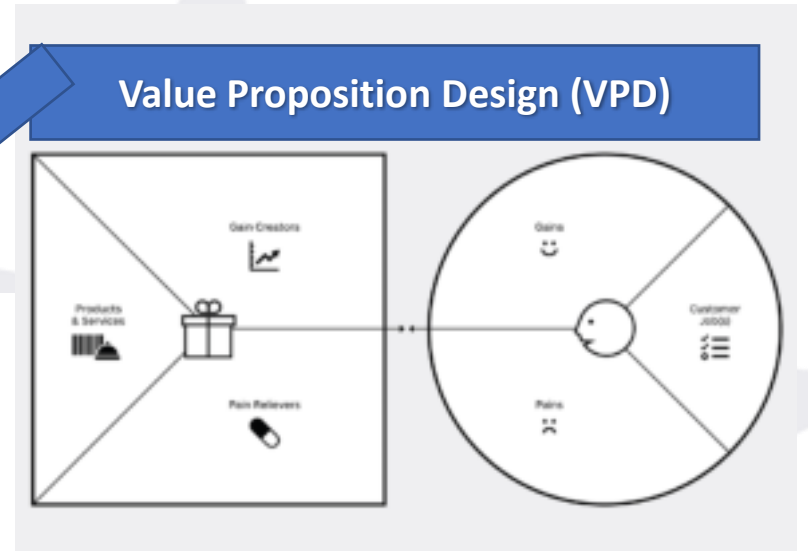 Value Proposition Design (VPD)
Gain Creators
Gains
Products
& Services
Customer
Job(s)
Pain Relievers
Pains